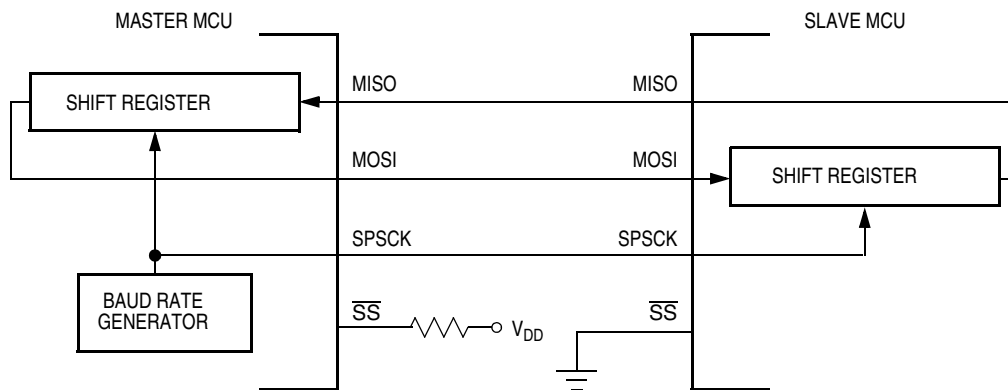 MASTER MCU
SLAVE MCU
SHIFT REGISTER
MISO
MISO
MOSI
MOSI
SHIFT REGISTER
SPSCK
SPSCK
BAUD RATE
GENERATOR
SS
VDD
SS